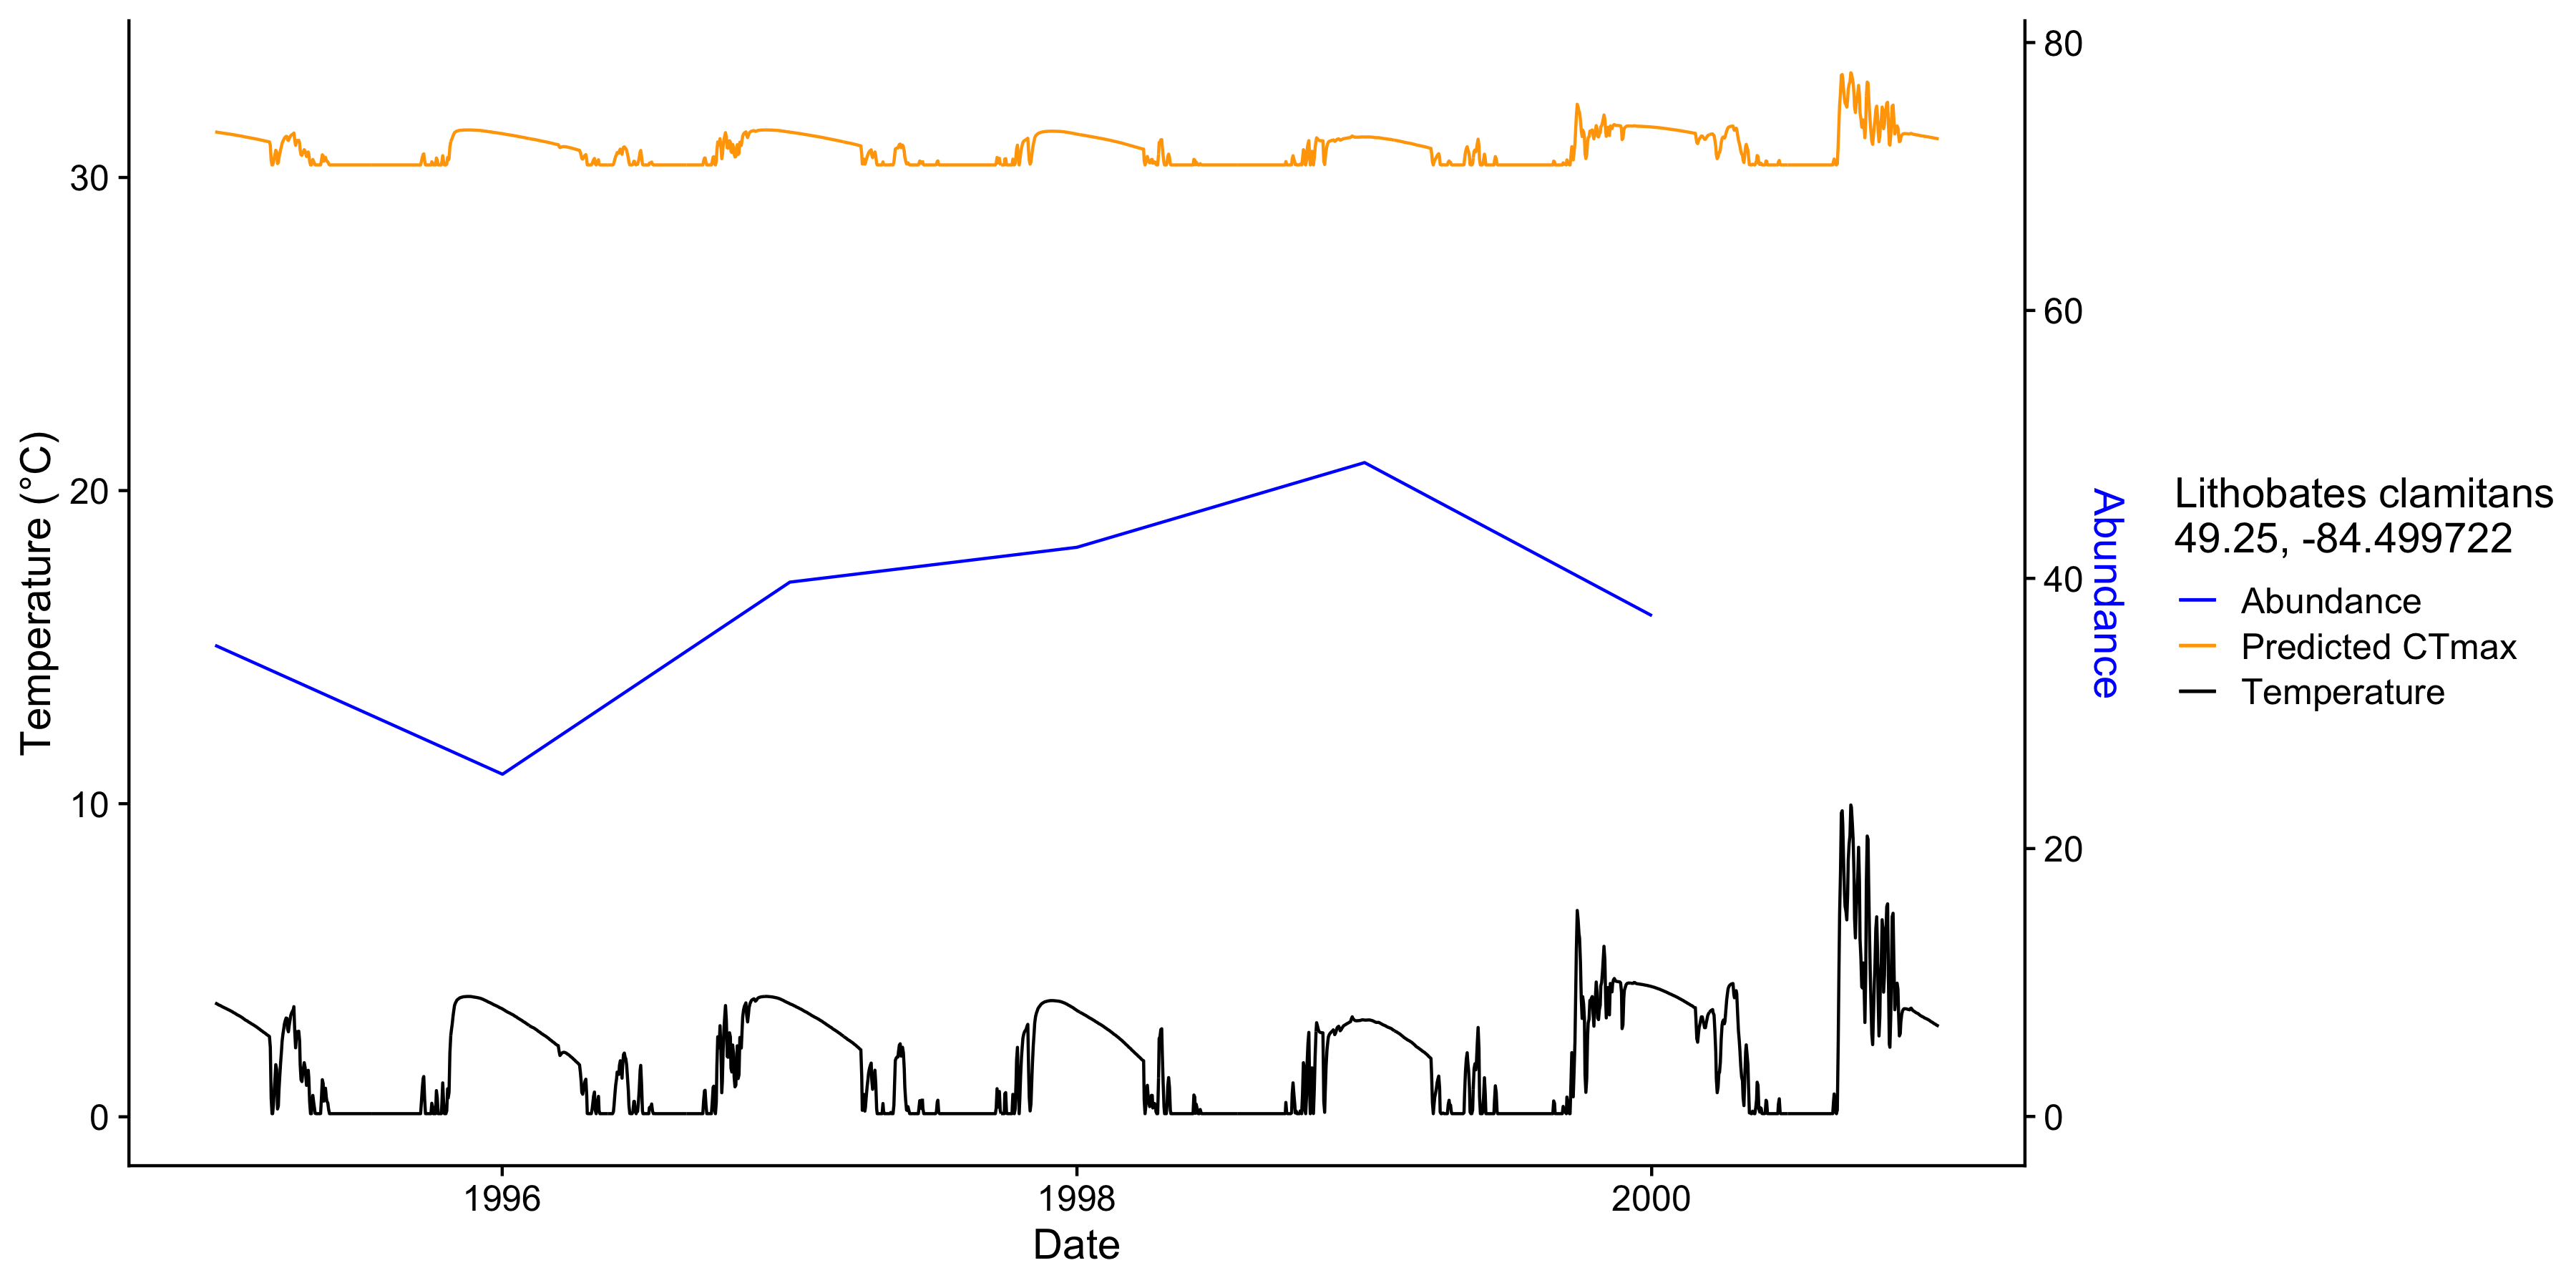 Temperature (°C)
30
20
10
0
1996
1998
2000
Date
80
60
40
20
0
Abundance
Lithobates clamitans
49.25, -84.499722
Abundance
Predicted CTmax
Temperature